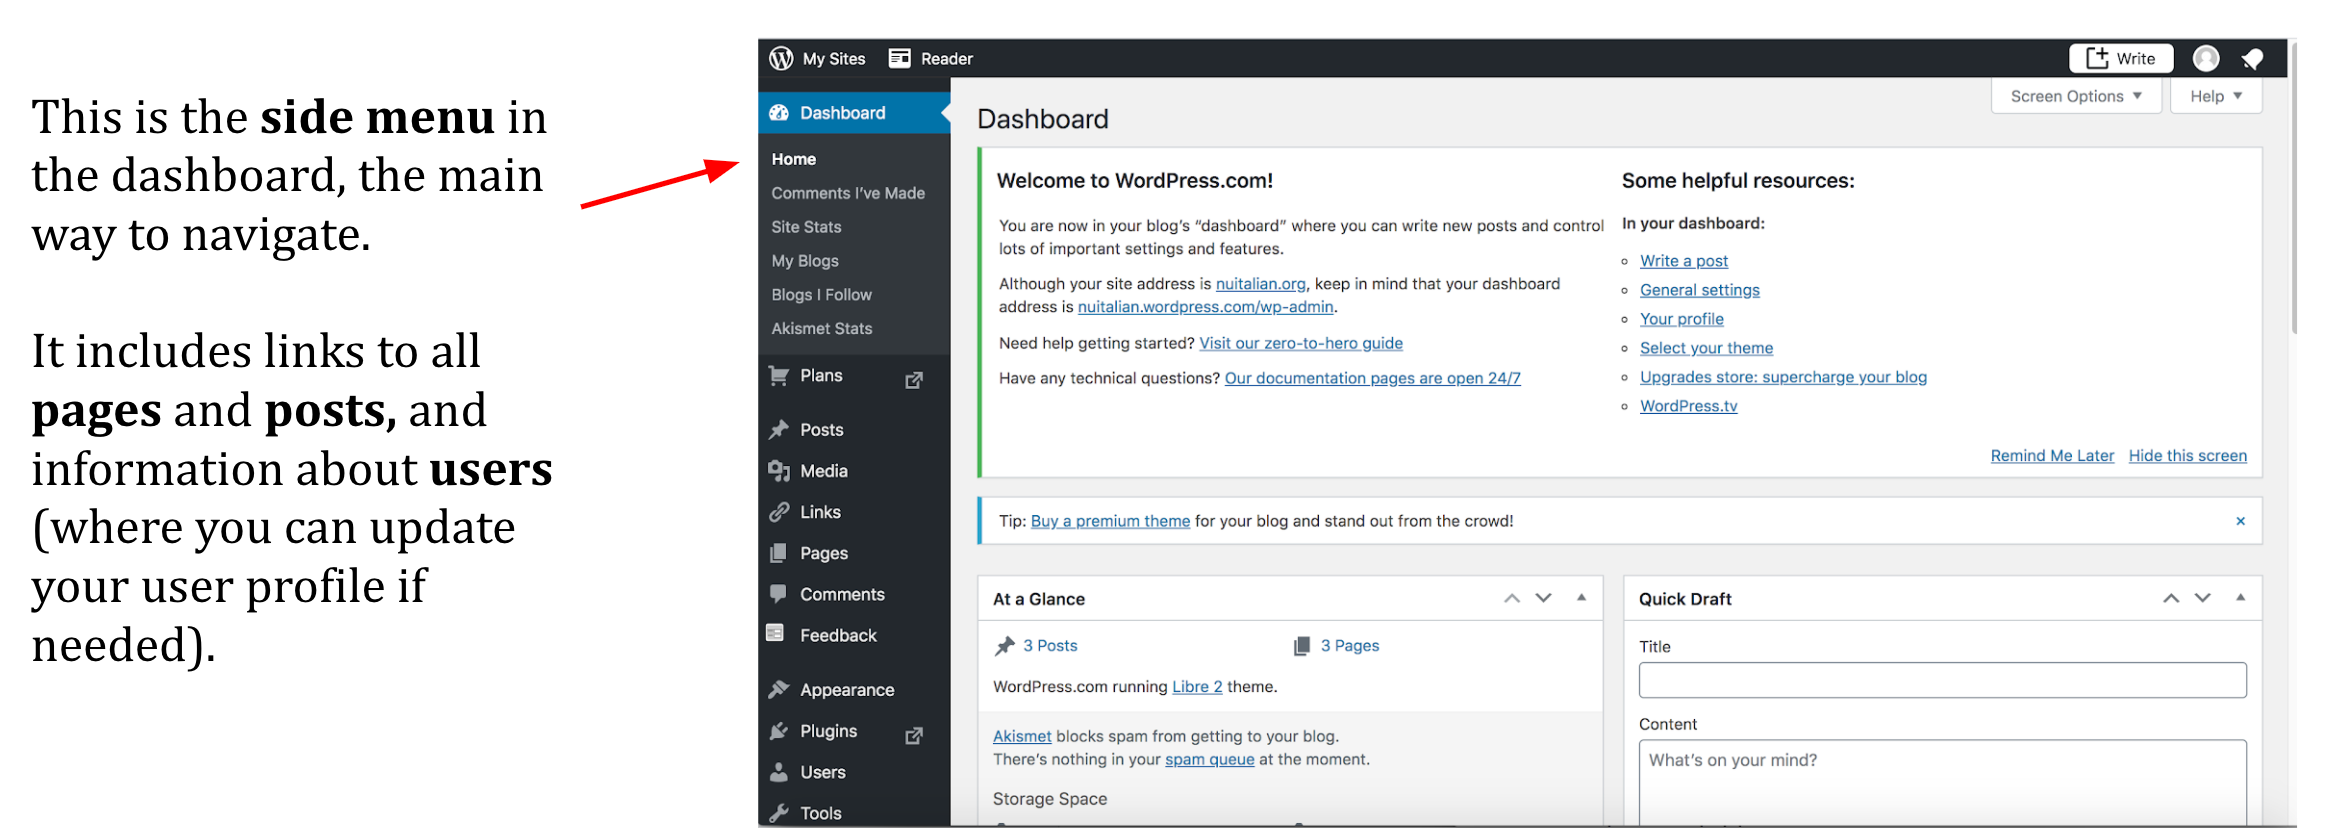 This is the side menu in
the dashboard, the main
way to navigate.
It includes links to all
pages and posts, and
information about users
(where you can update
your user profile if
needed).
My Sites
Reader
Write
Dashboard
Home
Comments I've Made
Site Stats
My Blogs
Blogs I Follow
Akismet Stats
Plans
Posts
Media
Links
Pages
Comments
Feedback
Appearance
Plugins
Users
Tools
Screen Options ▼
Help ▼
Dashboard
Welcome to WordPress.com!
You are now in your blog's “dashboard” where you can write new posts and control
lots of important settings and features.
Although your site address is nuitalian.org, keep in mind that your dashboard
address is nuitalian.wordpress.com/wp-admin.
Need help getting started? Visit our zero-to-hero guide
Have any technical questions? Our documentation pages are open 24/7
Some helpful resources:
In your dashboard:
Write a post
General settings
Your profile
Select your theme
Upgrades store: supercharge your blog
WordPress.tv
Remind Me Later
Hide this screen
Tip: Buy a premium theme for your blog and stand out from the crowd!
At a Glance
3 Posts
3 Pages
WordPress.com running Libre 2 theme.
Akismet blocks spam from getting to your blog.
There's nothing in your spam queue at the moment.
Storage Space
Quick Draft
Title
Content
What's on your mind?